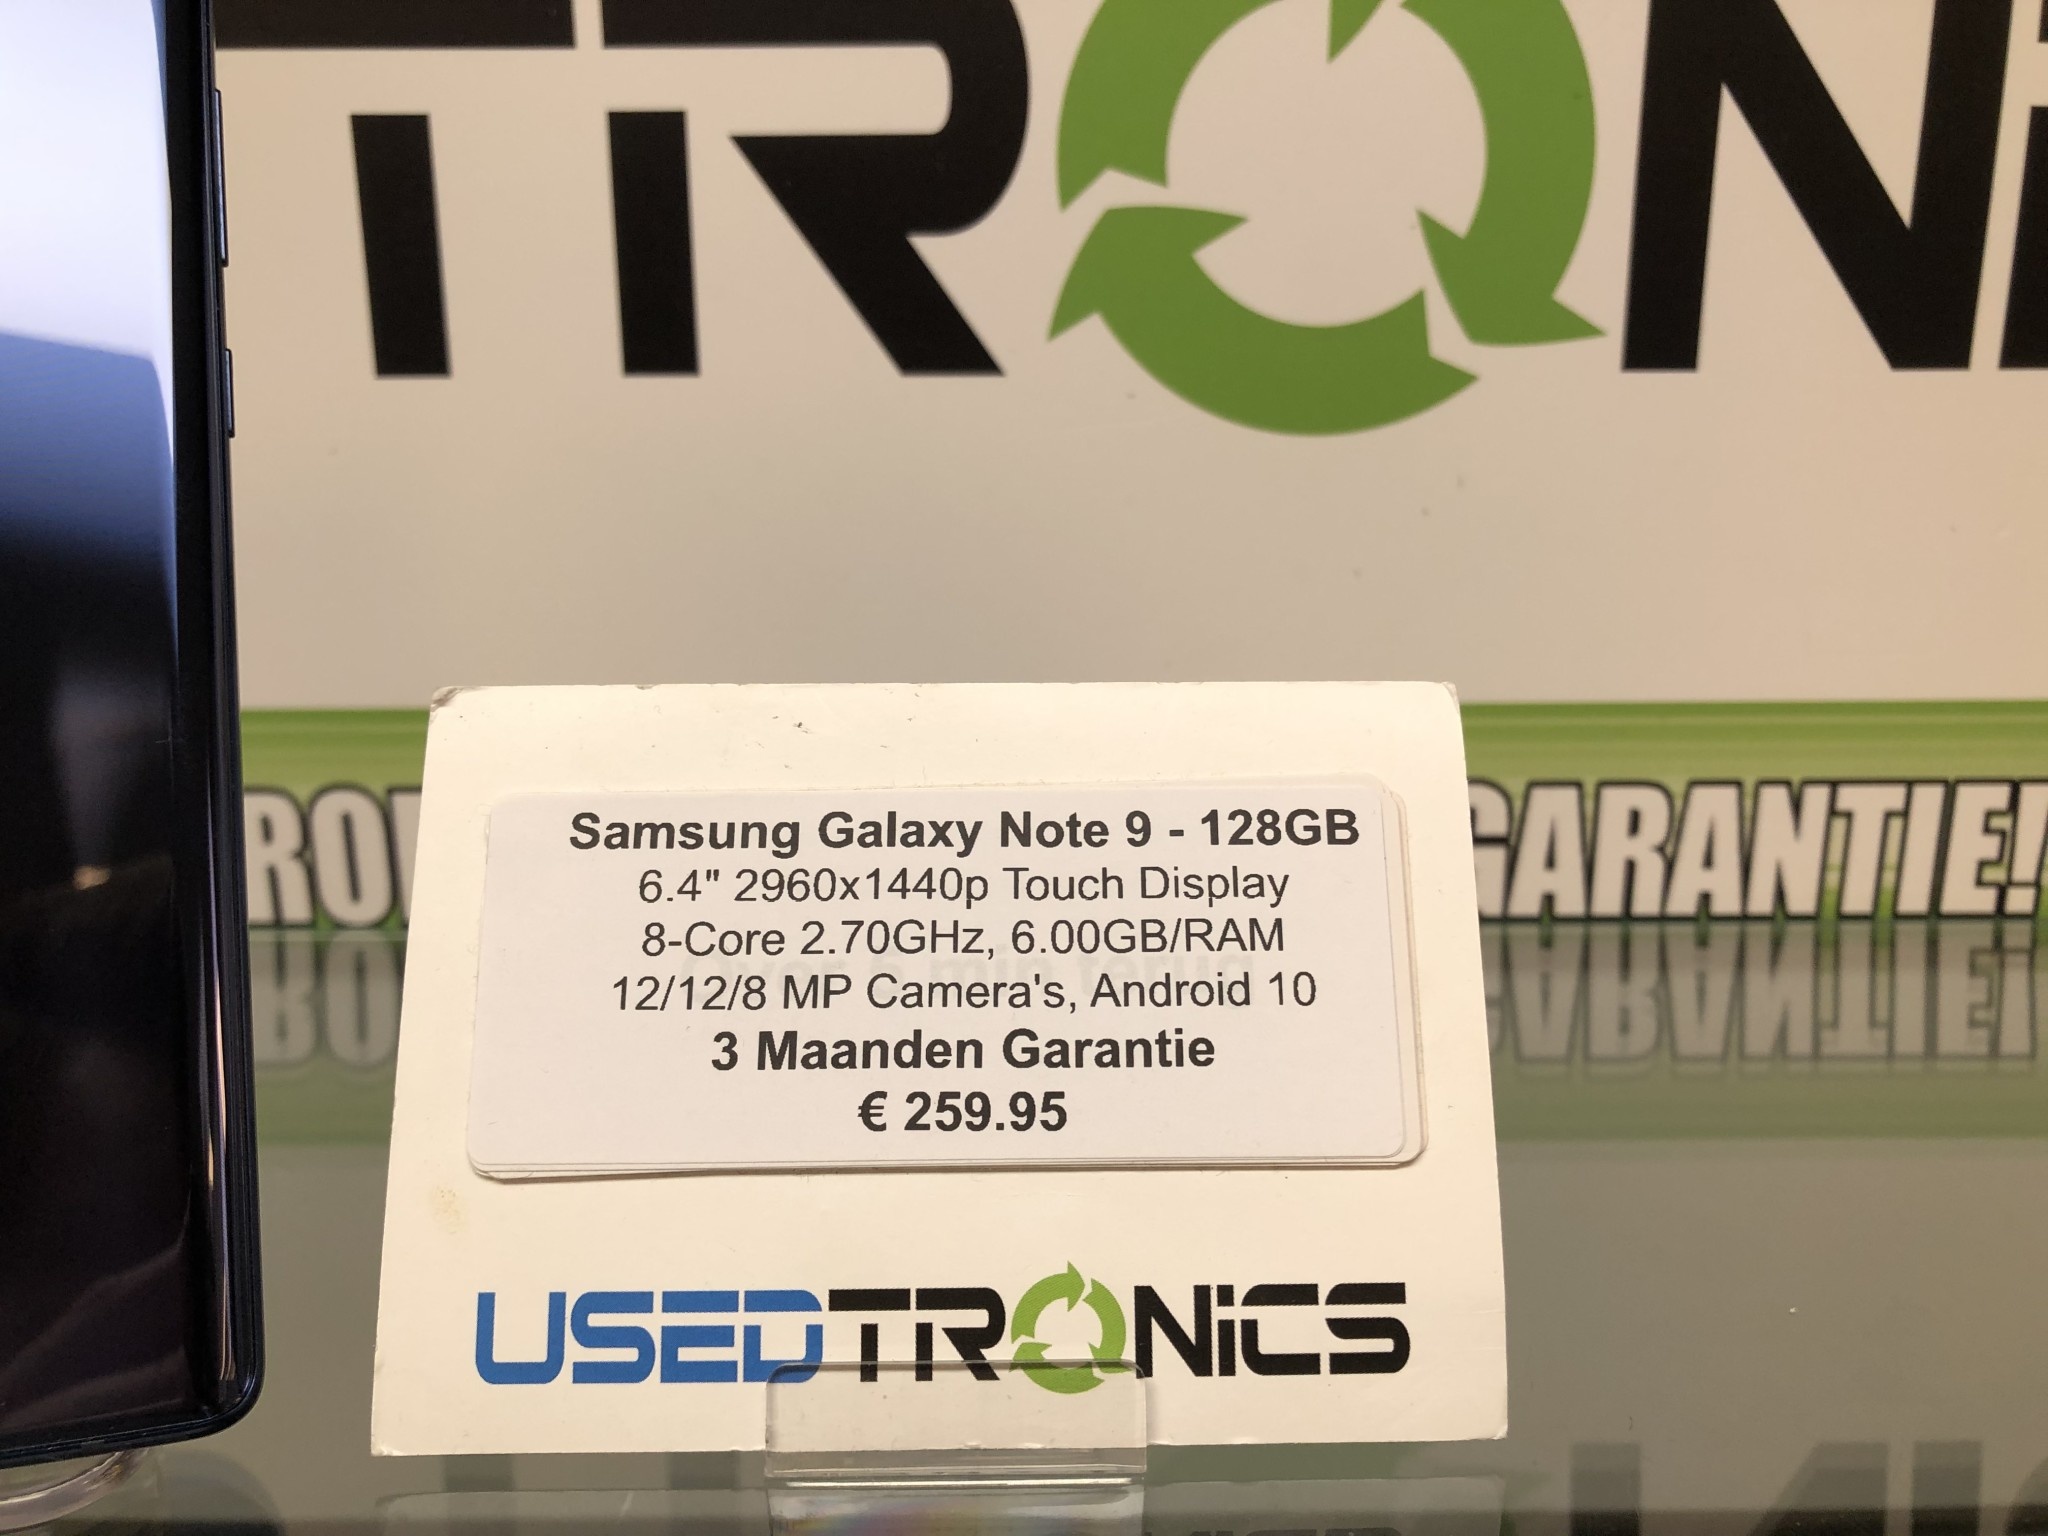 TRONi
GARANTIE!
Samsung Galaxy Note 9 - 128GB
6.4" 2960x1440p Touch Display
8-Core 2.70GHz, 6.00GB/RAM
12/12/8 MP Camera's, Android 10
3 Maanden Garantie
€ 259.95
USEDTRONiCS